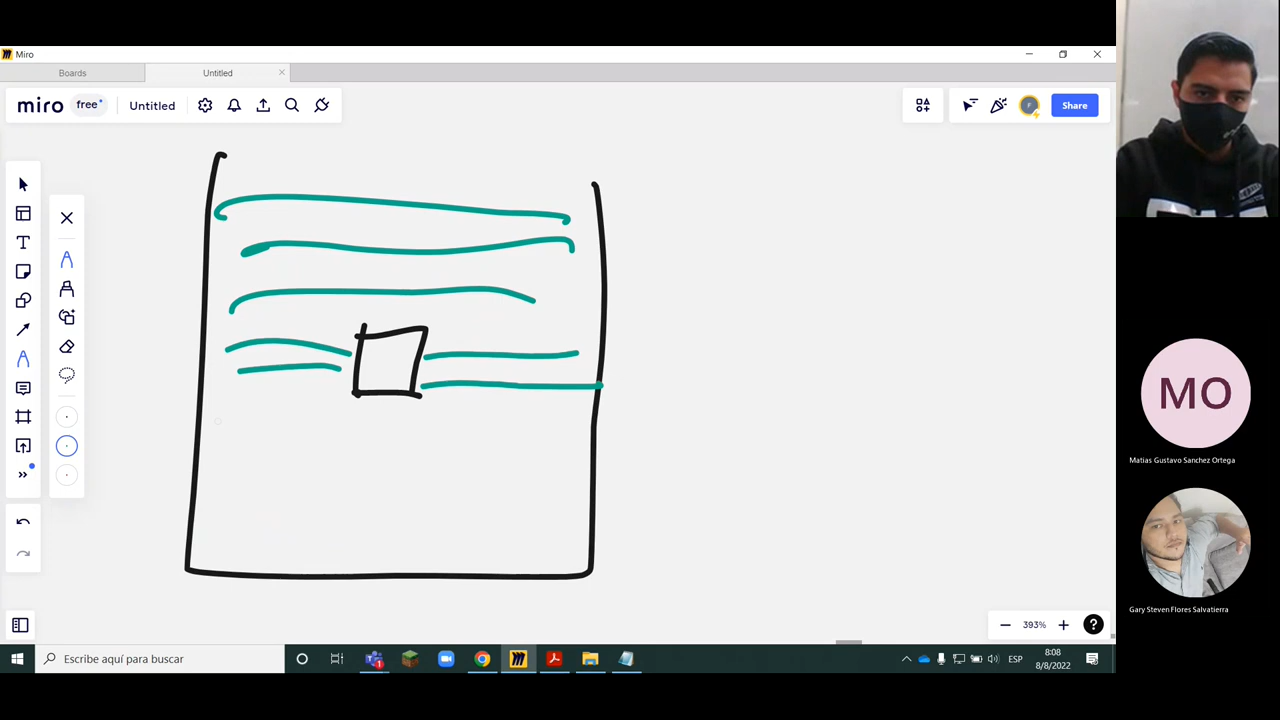 Miro
Boards
Untitled
miro
free
Untitled
Share
MO
Matias Gustavo Sanchez Ortega
Gary Steven Flores Salvatierra
393%
Escribe aquí para buscar
ESP
8:08
8/8/2022